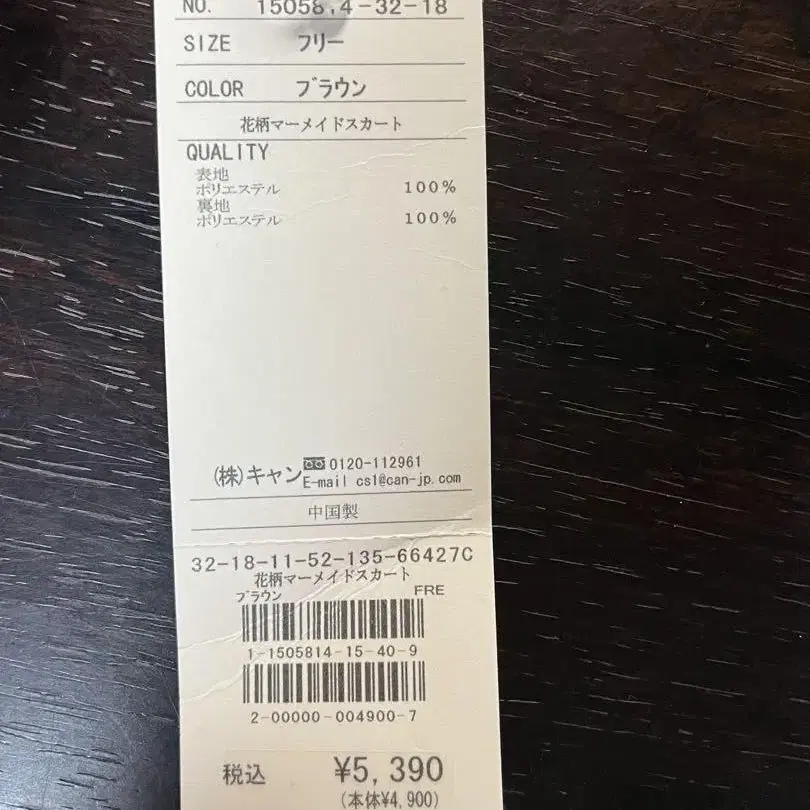 NO. 150581,4-32-18
SIZE フリー
COLOR ブラウン
花柄マーメイドスカート
QUALITY
表地
ポリエステル 100%
裏地
ポリエステル 100%
(株)キャン 0120-112961
E-mail cs1@can-jp.com
中国製
32-18-11-52-135-66427C
花柄マーメイドスカート
ブラウン FRE
1-1505814-15-40-9
2-00000-004900-7
税込 ¥5,390
(本体¥4,900)